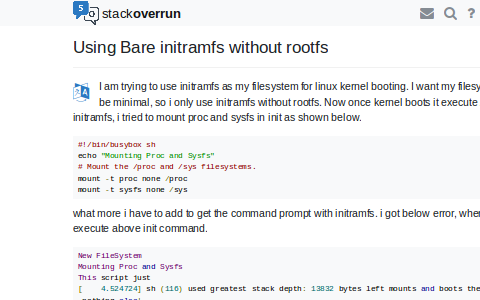 stackoverrun
Using Bare initramfs without rootfs
I am trying to use initramfs as my filesystem for linux kernel booting. I want my filesy
be minimal, so i only use initramfs without rootfs. Now once kernel boots it execute
initramfs, i tried to mount proc and sysfs in init as shown below.
#!/bin/busybox sh
echo "Mounting Proc and Sysfs"
# Mount the /proc and /sys filesystems.
mount -t proc none /proc
mount -t sysfs none /sys
what more i have to add to get the command prompt with initramfs. i got below error, when
execute above init command.
New FileSystem
Mounting Proc and Sysfs
This script just
[    4.524724] sh (116) used greatest stack depth: 13832 bytes left mounts and boots the